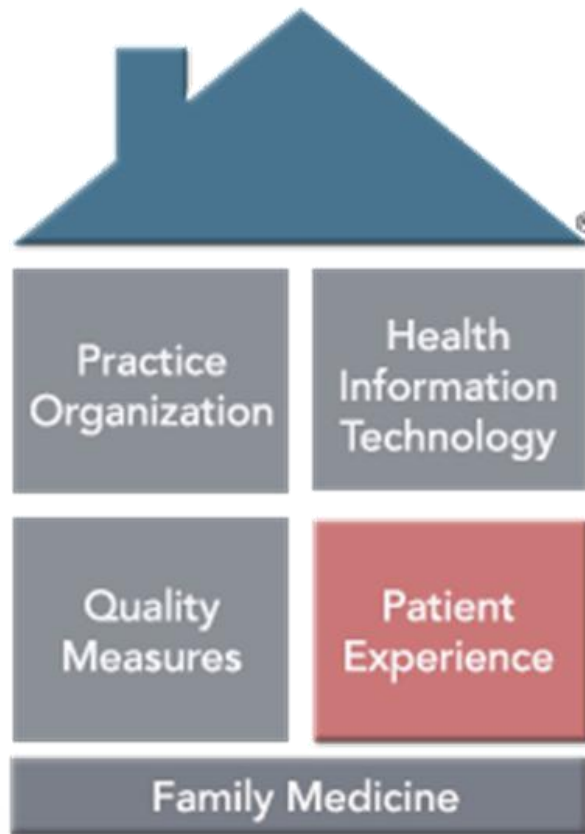 ®
Practice
Organization
Health
Information
Technology
Quality
Measures
Patient
Experience
Family Medicine